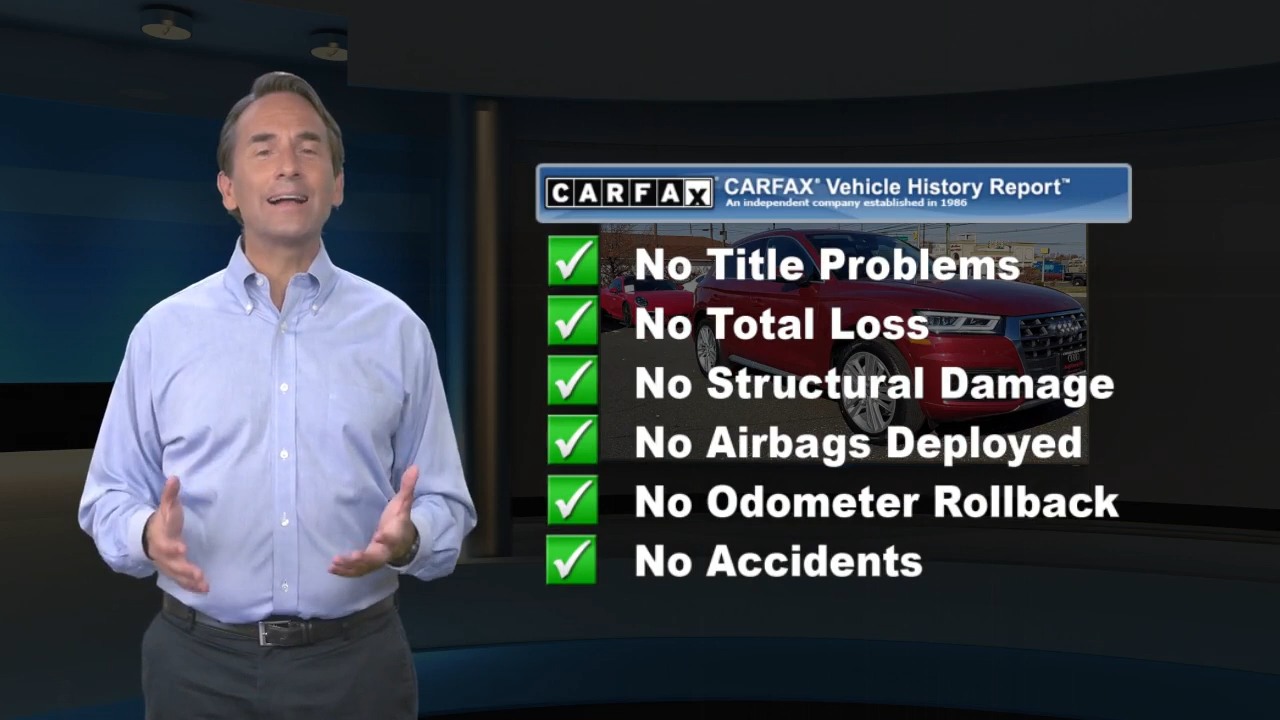 CARFAX
CARFAX® Vehicle History Report™
An independent company established in 1986
No Title Problems
No Total Loss
No Structural Damage
No Airbags Deployed
No Odometer Rollback
No Accidents